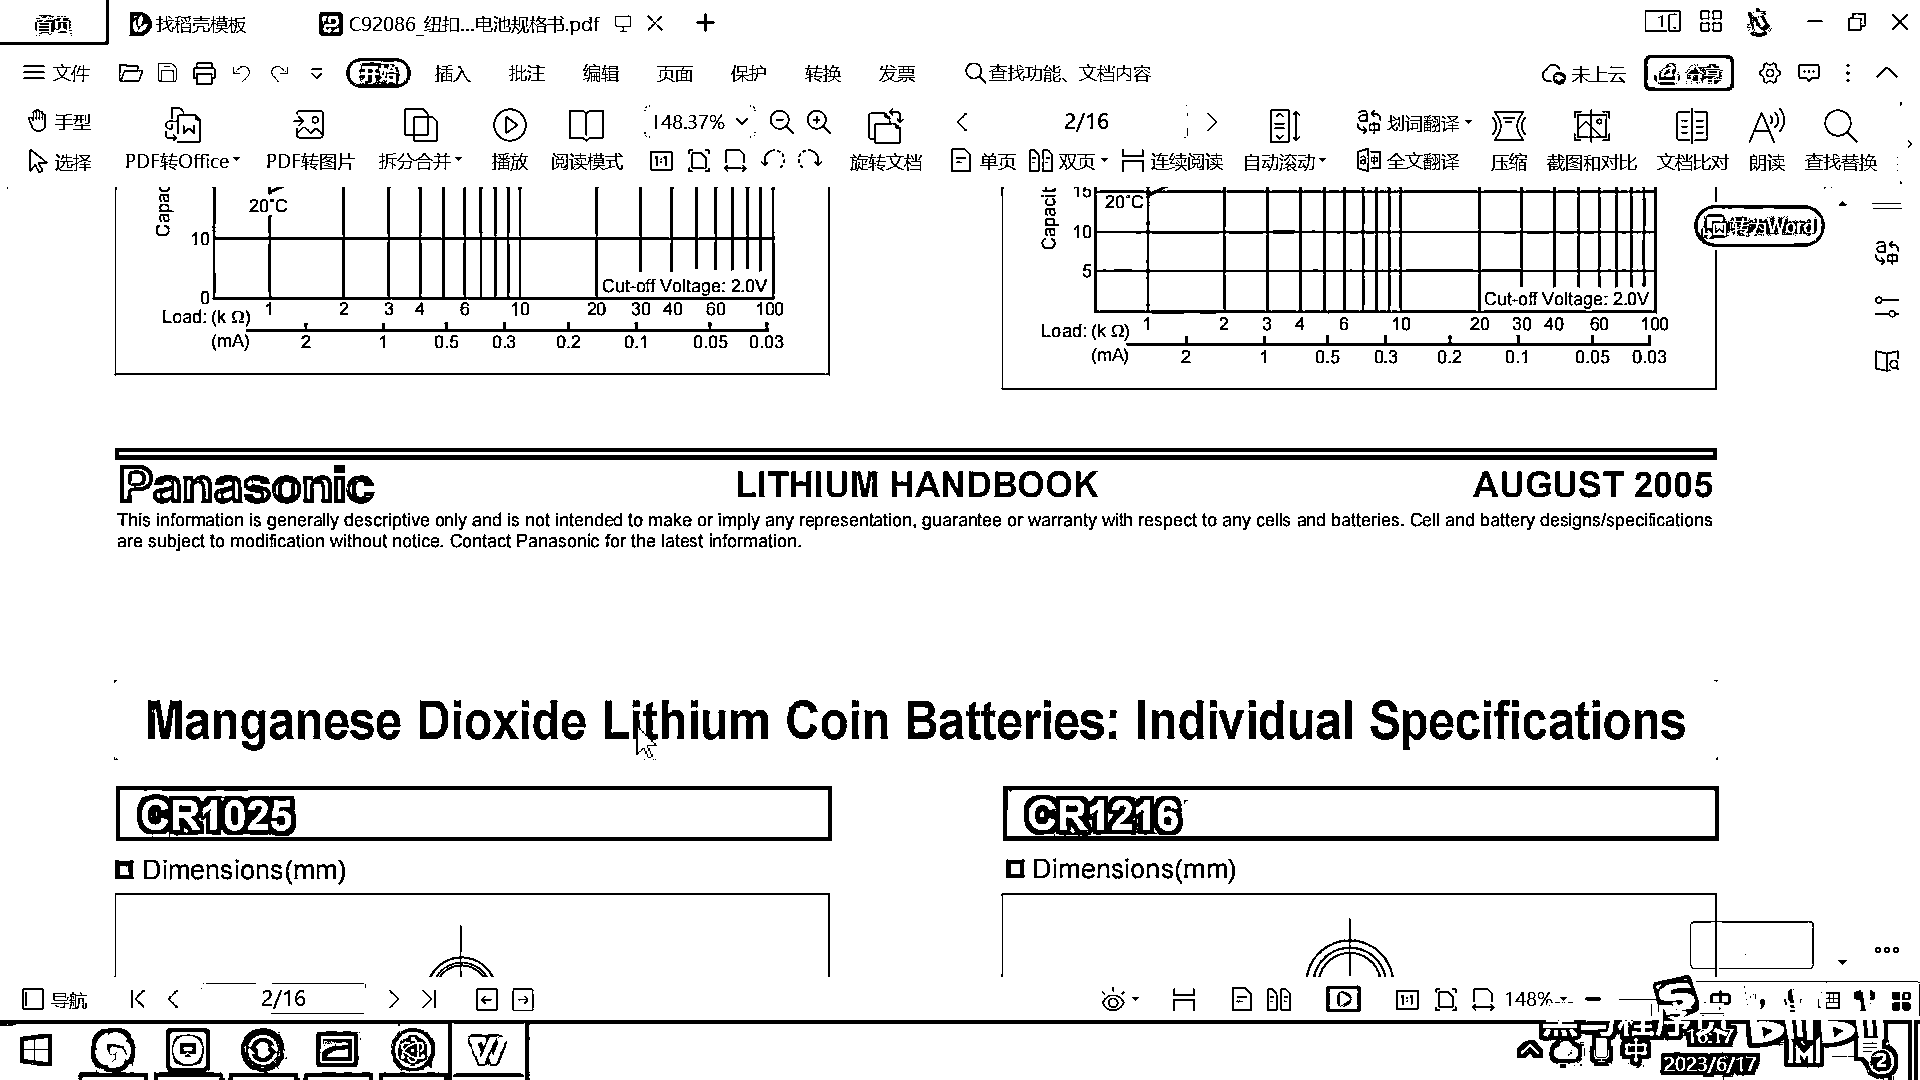 首页 找稻壳模板 C92086_纽扣...电池规格书.pdf
文件 开始 插入 批注 编辑 页面 保护 转换 发票 查找功能、文档内容 未上云 分享
手型 148.37% 2/16 划词翻译
选择 PDF转Office PDF转图片 拆分合并 播放 阅读模式 1:1 旋转文档 单页 双页 连续阅读 自动滚动 全文翻译 压缩 截图和对比 文档比对 朗读 查找替换
20°C
10
0
Cut-off Voltage: 2.0V
1 2 3 4 6 10 20 30 40 60 100
Load: (k Ω)
(mA) 2 1 0.5 0.3 0.2 0.1 0.05 0.03
15
20°C
10
5
Cut-off Voltage: 2.0V
1 2 3 4 6 10 20 30 40 60 100
Load: (k Ω)
(mA) 2 1 0.5 0.3 0.2 0.1 0.05 0.03
转为Word
Panasonic LITHIUM HANDBOOK AUGUST 2005
This information is generally descriptive only and is not intended to make or imply any representation, guarantee or warranty with respect to any cells and batteries. Cell and battery designs/specifications
are subject to modification without notice. Contact Panasonic for the latest information.
Manganese Dioxide Lithium Coin Batteries: Individual Specifications
CR1025 CR1216
Dimensions(mm) Dimensions(mm)
导航 2/16 1:1 148% 中
中 16:17
2023/6/17 2